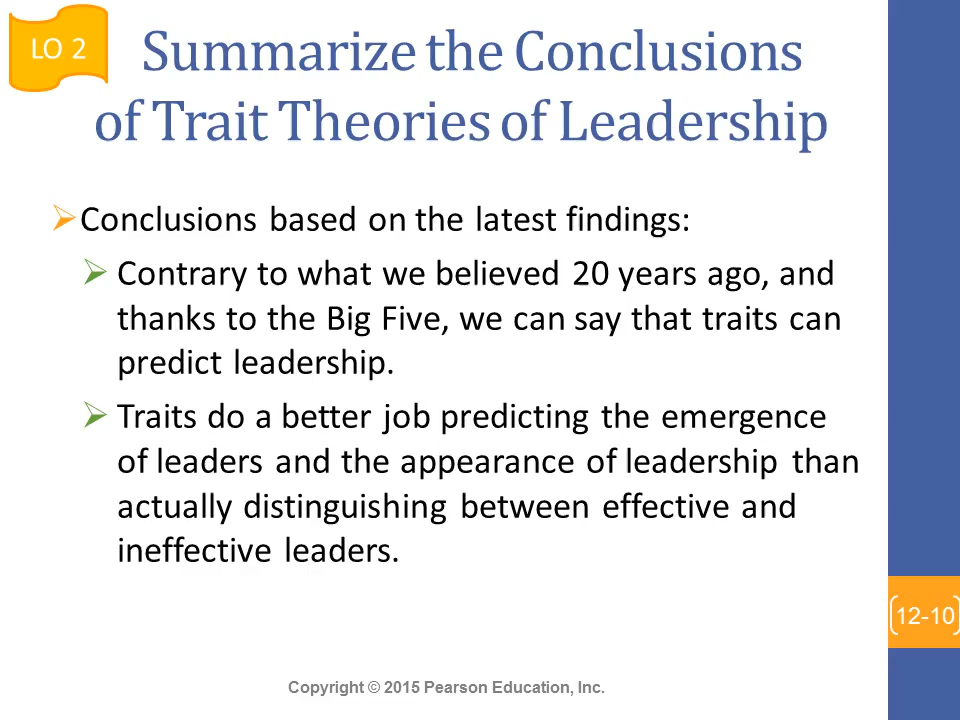 LO 2
Summarize the Conclusions
of Trait Theories of Leadership
Conclusions based on the latest findings:
Contrary to what we believed 20 years ago, and
thanks to the Big Five, we can say that traits can
predict leadership.
Traits do a better job predicting the emergence
of leaders and the appearance of leadership than
actually distinguishing between effective and
ineffective leaders.
12-10
Copyright © 2015 Pearson Education, Inc.